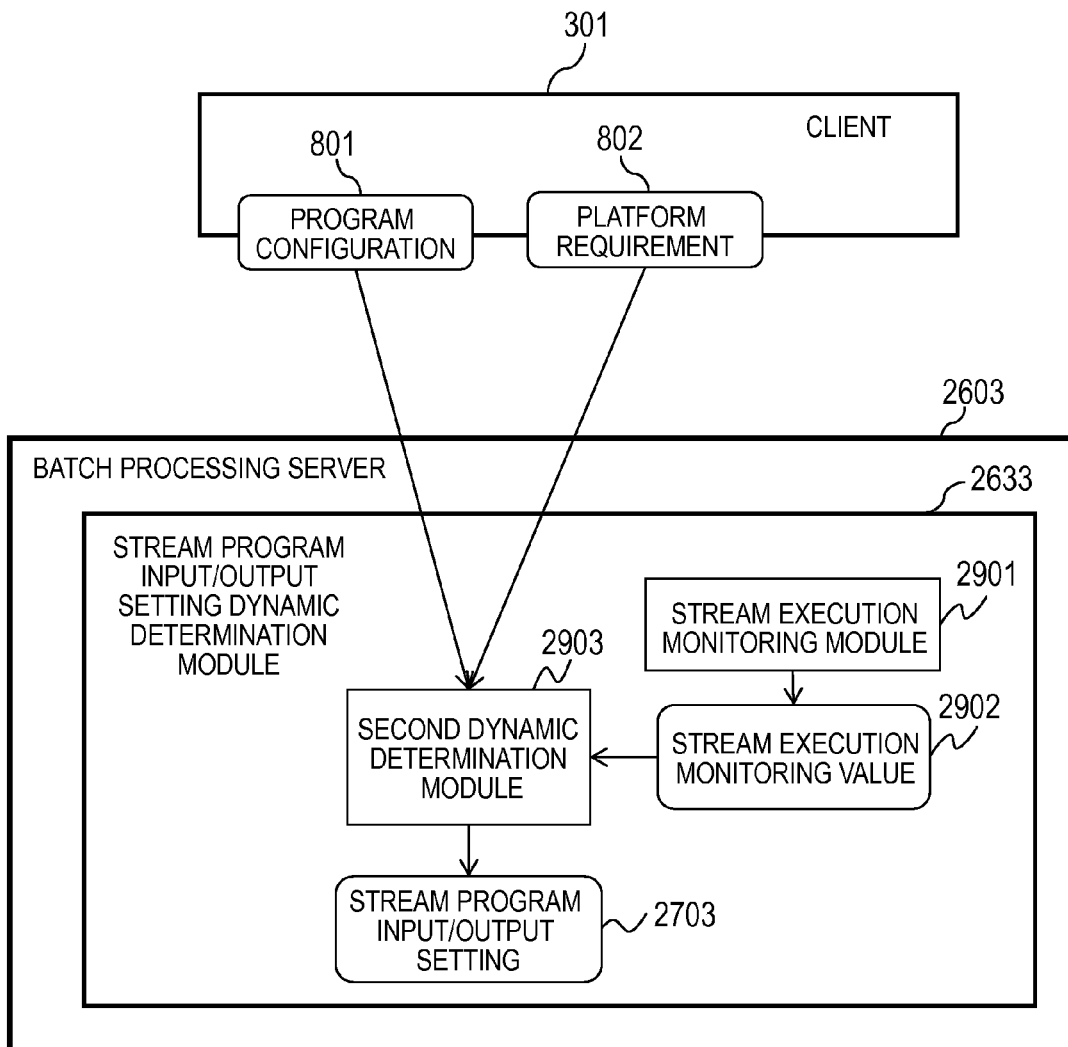 301
CLIENT
801
802
PROGRAM
CONFIGURATION
PLATFORM
REQUIREMENT
2603
BATCH PROCESSING SERVER
2633
STREAM PROGRAM
INPUT/OUTPUT
SETTING DYNAMIC
DETERMINATION
MODULE
2901
STREAM EXECUTION
MONITORING MODULE
2903
SECOND DYNAMIC
DETERMINATION
MODULE
2902
STREAM EXECUTION
MONITORING VALUE
STREAM PROGRAM
INPUT/OUTPUT
SETTING
2703